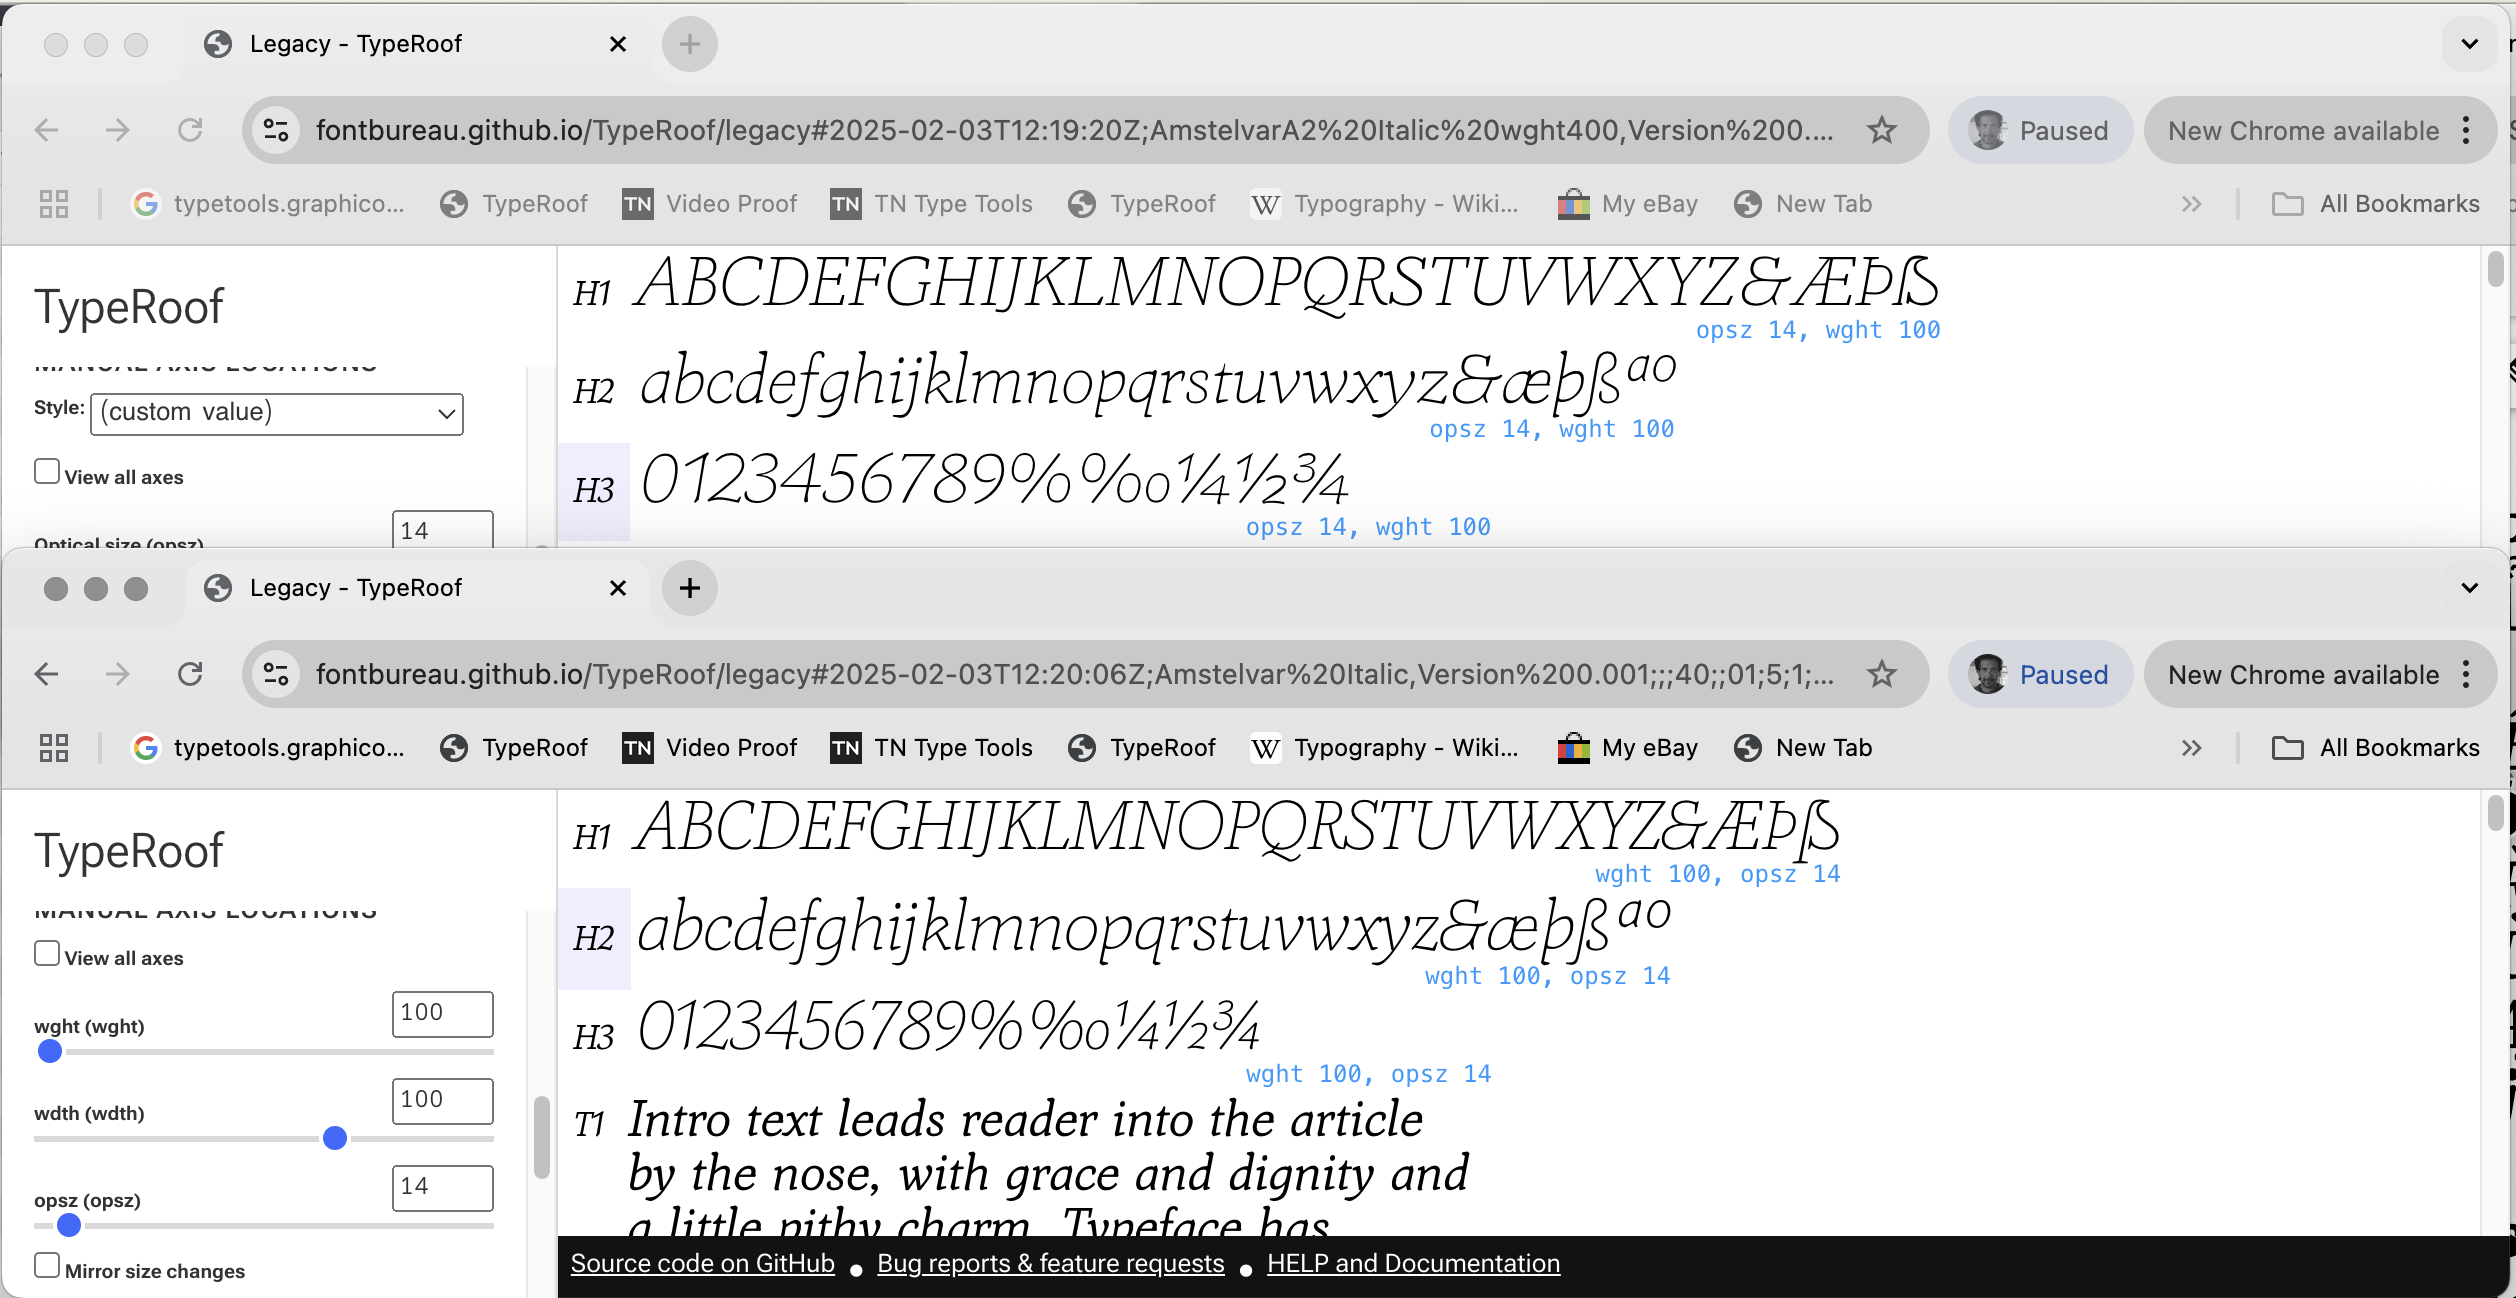 Legacy - TypeRoof
fontbureau.github.io/TypeRoof/legacy#2025-02-03T12:19:20Z;AmstelvarA2%20Italic%20wght400,Version%200.... Paused New Chrome available
typetools.graphico... TypeRoof TN Video Proof TN TN Type Tools TypeRoof W Typography - Wiki... My eBay New Tab » All Bookmarks
TypeRoof
MANUAL AXIS LOCATIONS
Style: (custom value)
View all axes
Optical size (opsz) 14
H1 ABCDEFGHIJKLMNOPQRSTUVWXYZ&ÆÞẞ
opsz 14, wght 100
H2 abcdefghijklmnopqrstuvwxyz&æþßªº
opsz 14, wght 100
H3 0123456789%‰¼½¾
opsz 14, wght 100
Legacy - TypeRoof
fontbureau.github.io/TypeRoof/legacy#2025-02-03T12:20:06Z;Amstelvar%20Italic,Version%200.001;;;40;;01;5;1;... Paused New Chrome available
typetools.graphico... TypeRoof TN Video Proof TN TN Type Tools TypeRoof W Typography - Wiki... My eBay New Tab » All Bookmarks
TypeRoof
MANUAL AXIS LOCATIONS
View all axes
wght (wght) 100
wdth (wdth) 100
opsz (opsz) 14
Mirror size changes
H1 ABCDEFGHIJKLMNOPQRSTUVWXYZ&ÆÞẞ
wght 100, opsz 14
H2 abcdefghijklmnopqrstuvwxyz&æþßªº
wght 100, opsz 14
H3 0123456789%‰¼½¾
wght 100, opsz 14
T1 Intro text leads reader into the article
by the nose, with grace and dignity and
a little pithy charm. Typeface has
Source code on GitHub ● Bug reports & feature requests ● HELP and Documentation